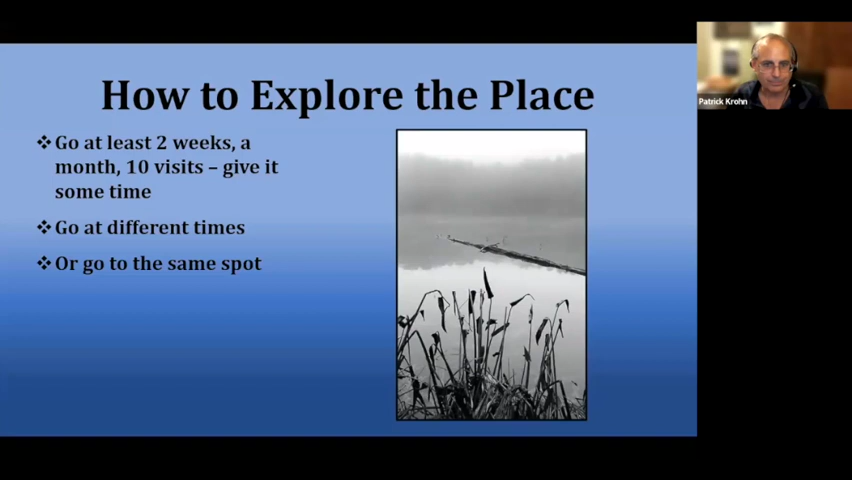 How to Explore the Place
❖Go at least 2 weeks, a
month, 10 visits – give it
some time
❖Go at different times
❖Or go to the same spot
Patrick Krohn